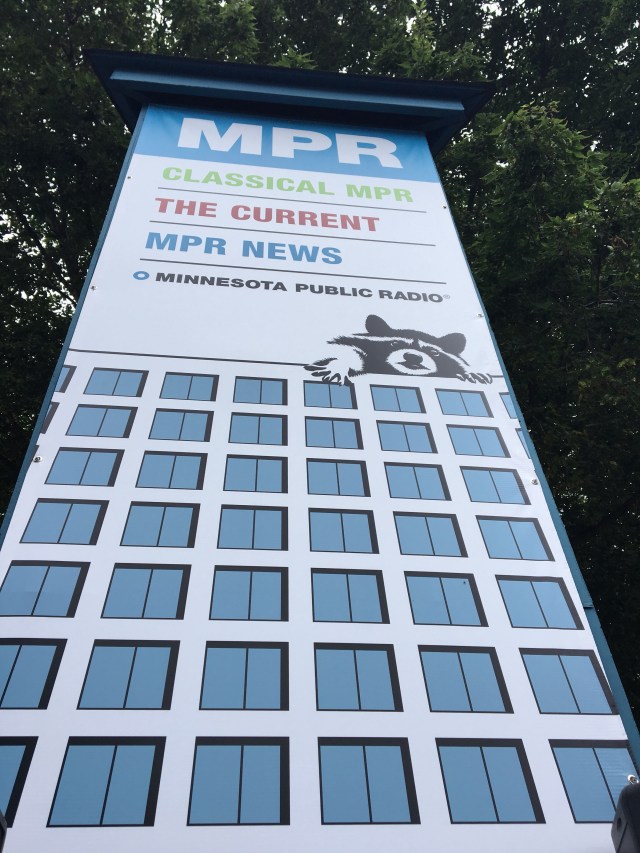 MPR
CLASSICAL MPR
THE CURRENT
MPR NEWS
MINNESOTA PUBLIC RADIO®